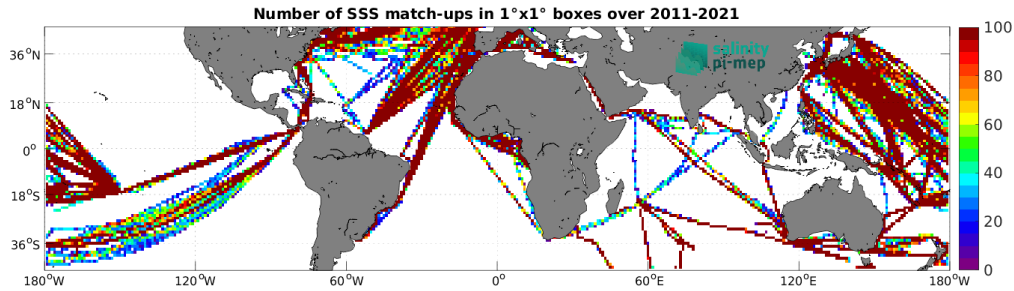 Number of SSS match-ups in 1°x1° boxes over 2011-2021
salinity
pi-mep
36°N
18°N
0°
18°S
36°S
180°W
120°W
60°W
0°
60°E
120°E
180°E
100
80
60
40
20
0